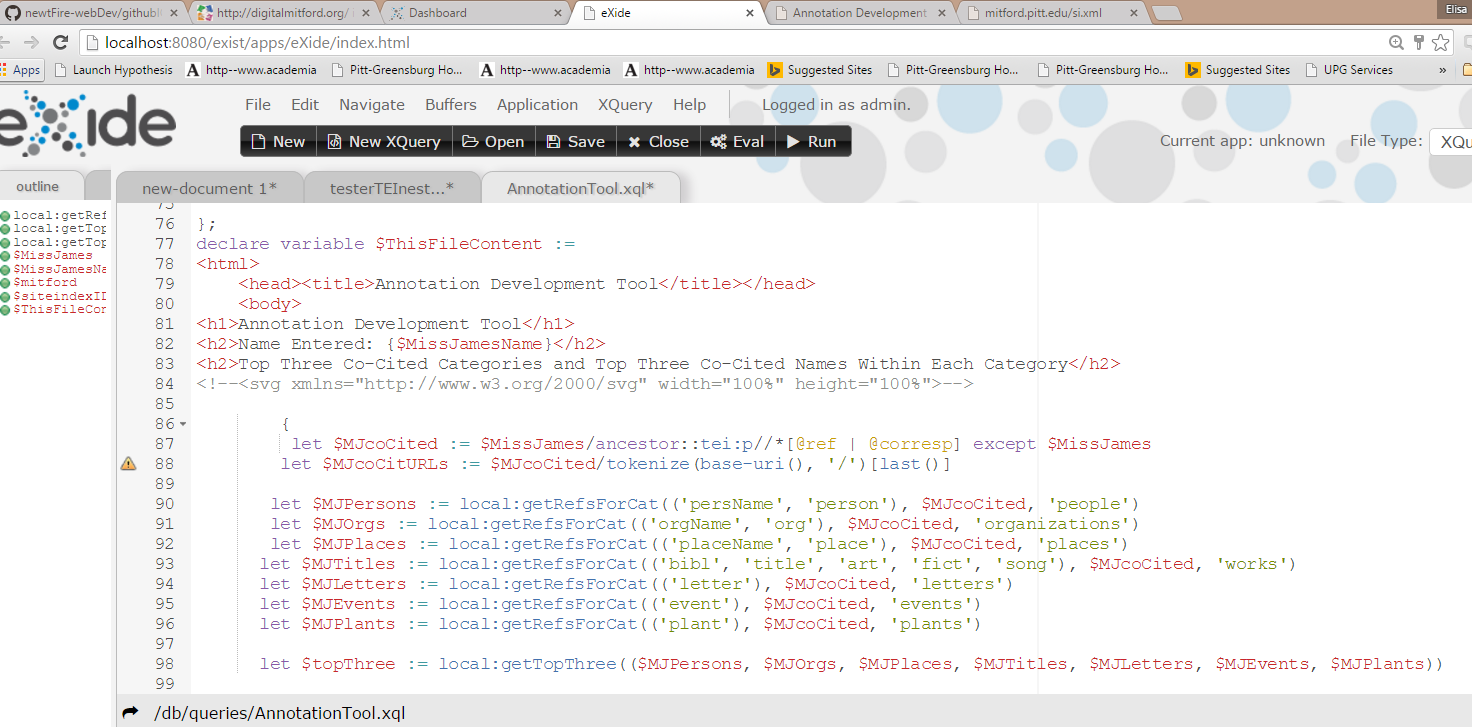 newtFire-webDev/github
http://digitalmitford.org/
Dashboard
eXide
Annotation Development
mitford.pitt.edu/si.xml
Elisa
localhost:8080/exist/apps/eXide/index.html
Apps
Launch Hypothesis
http--www.academia
Pitt-Greensburg Ho...
http--www.academia
http--www.academia
Suggested Sites
Pitt-Greensburg Ho...
Pitt-Greensburg Ho...
Suggested Sites
UPG Services
»
eXide
File Edit Navigate Buffers Application XQuery Help Logged in as admin.
New New XQuery Open Save Close Eval Run
Current app: unknown File Type: XQu
outline
new-document 1* testerTEInest...* AnnotationTool.xql*
local:getRef
local:getTop
local:getTop
$MissJames
$MissJamesNa
$mitford
$siteindexID
$ThisFileCon
75
76 };
77 declare variable $ThisFileContent :=
78 <html>
79 <head><title>Annotation Development Tool</title></head>
80 <body>
81 <h1>Annotation Development Tool</h1>
82 <h2>Name Entered: {$MissJamesName}</h2>
83 <h2>Top Three Co-Cited Categories and Top Three Co-Cited Names Within Each Category</h2>
84 <!--<svg xmlns="http://www.w3.org/2000/svg" width="100%" height="100%">-->
85
86 {
87 let $MJcoCited := $MissJames/ancestor::tei:p//*[@ref | @corresp] except $MissJames
88 let $MJcoCitURLs := $MJcoCited/tokenize(base-uri(), '/')[last()]
89
90 let $MJPersons := local:getRefsForCat(('persName', 'person'), $MJcoCited, 'people')
91 let $MJOrgs := local:getRefsForCat(('orgName', 'org'), $MJcoCited, 'organizations')
92 let $MJPlaces := local:getRefsForCat(('placeName', 'place'), $MJcoCited, 'places')
93 let $MJTitles := local:getRefsForCat(('bibl', 'title', 'art', 'fict', 'song'), $MJcoCited, 'works')
94 let $MJLetters := local:getRefsForCat(('letter'), $MJcoCited, 'letters')
95 let $MJEvents := local:getRefsForCat(('event'), $MJcoCited, 'events')
96 let $MJPlants := local:getRefsForCat(('plant'), $MJcoCited, 'plants')
97
98 let $topThree := local:getTopThree(($MJPersons, $MJOrgs, $MJPlaces, $MJTitles, $MJLetters, $MJEvents, $MJPlants))
99
/db/queries/AnnotationTool.xql